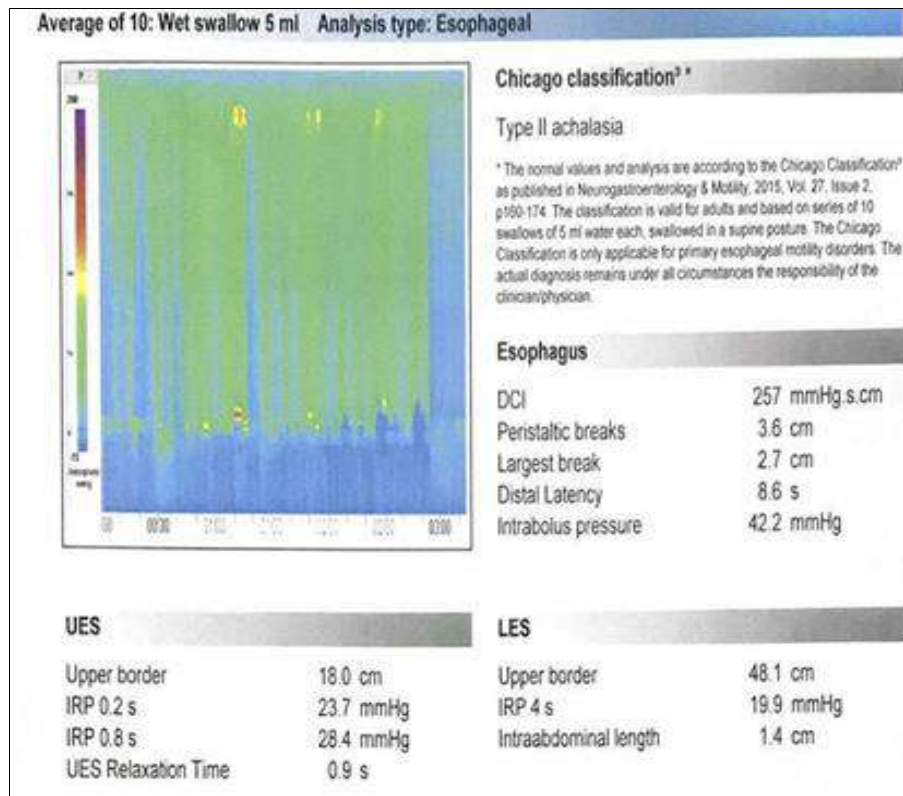 Average of 10: Wet swallow 5 ml Analysis type: Esophageal
Chicago classification³ *
Type II achalasia
* The normal values and analysis are according to the Chicago Classification³
as published in Neurogastroenterology & Motility, 2015, Vol. 27, Issue 2,
p160-174. The classification is valid for adults and based on series of 10
swallows of 5 ml water each, swallowed in a supine posture. The Chicago
Classification is only applicable for primary esophageal motility disorders. The
actual diagnosis remains under all circumstances the responsibility of the
clinician/physician.
Esophagus
DCI 257 mmHg.s.cm
Peristaltic breaks 3.6 cm
Largest break 2.7 cm
Distal Latency 8.6 s
Intrabolus pressure 42.2 mmHg
00:30
03:00
UES
Upper border 18.0 cm
IRP 0.2 s 23.7 mmHg
IRP 0.8 s 28.4 mmHg
UES Relaxation Time 0.9 s
LES
Upper border 48.1 cm
IRP 4 s 19.9 mmHg
Intraabdominal length 1.4 cm